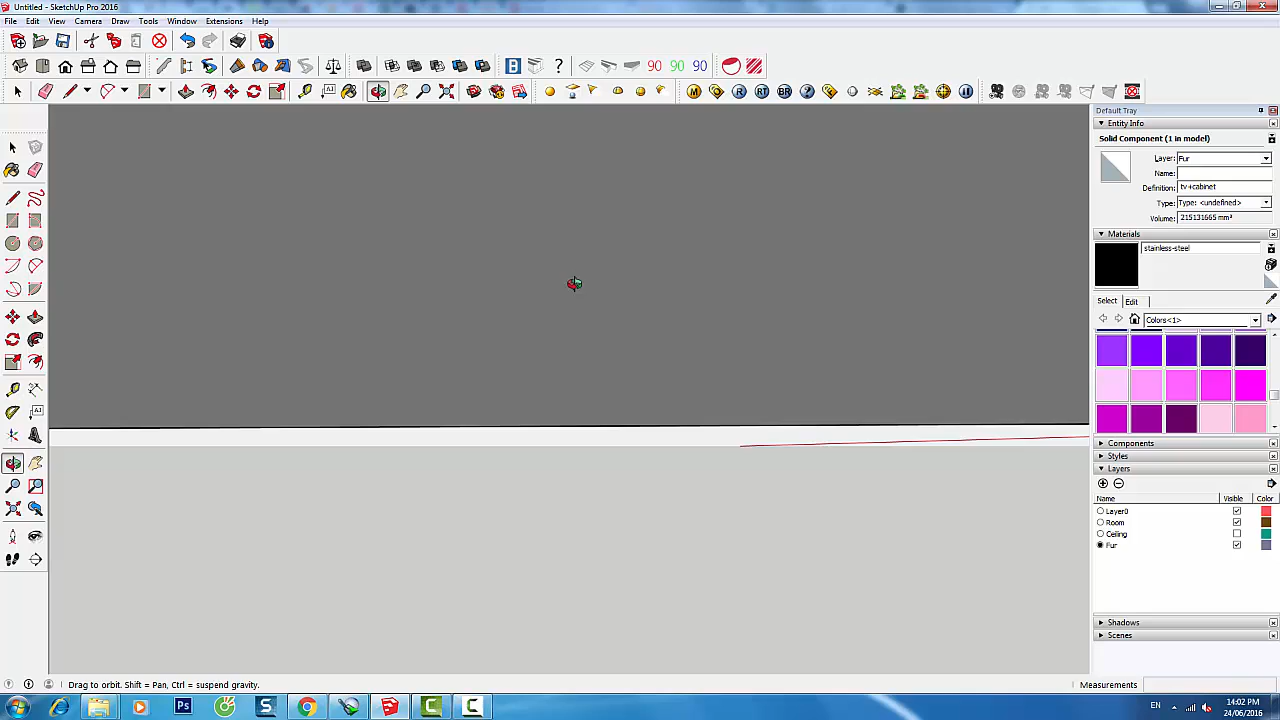 Untitled - SketchUp Pro 2016
File Edit View Camera Draw Tools Window Extensions Help
B ? 90 90 90
M R RT BR ?
Default Tray
Entity Info
Solid Component (1 in model)
Layer: Fur
Name:
Definition: tv+cabinet
Type: Type: <undefined>
Volume: 215131665 mm³
Materials
stainless-steel
Select Edit
Colors<1>
Components
Styles
Layers
Name Visible Color
Layer0
Room
Ceiling
Fur
Shadows
Scenes
Drag to orbit. Shift = Pan, Ctrl = suspend gravity.
Measurements
Ps S C C
EN 14:02 PM
24/06/2016